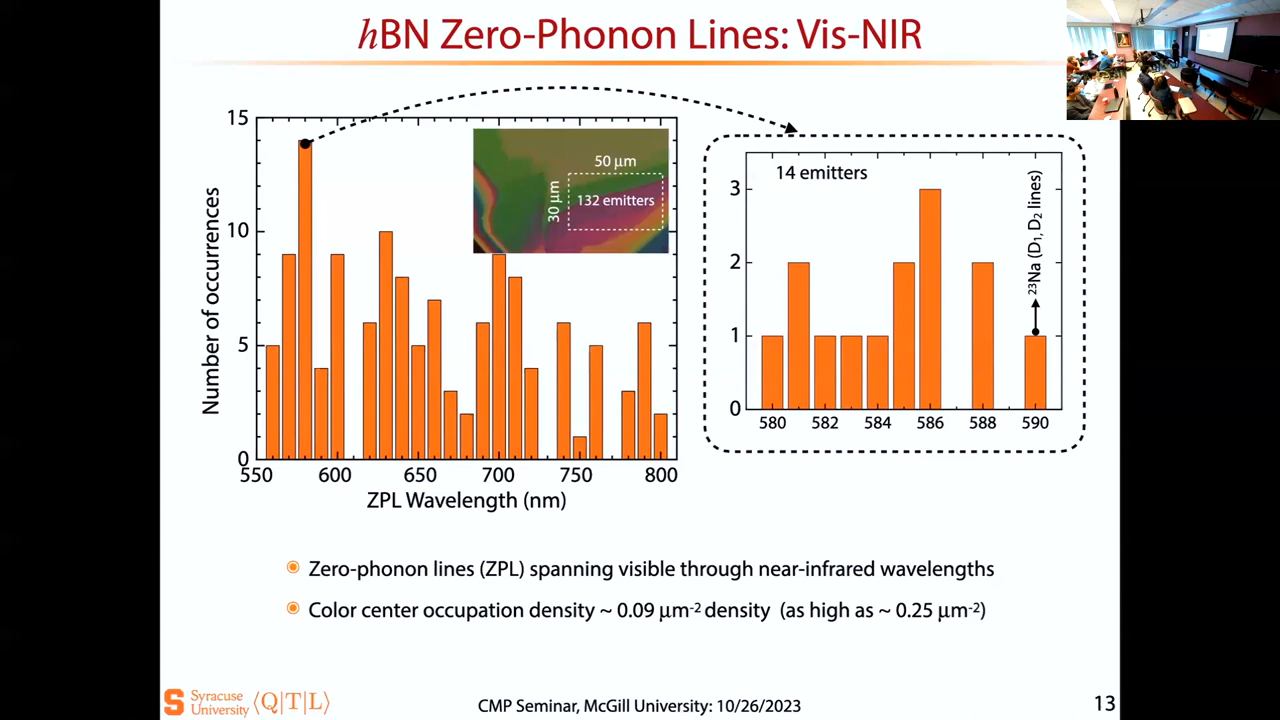 hBN Zero-Phonon Lines: Vis-NIR
15
10
5
0
Number of occurrences
550
600
650
700
750
800
ZPL Wavelength (nm)
50 μm
30 μm
132 emitters
14 emitters
3
2
1
0
580
582
584
586
588
590
²³Na (D₁, D₂ lines)
Zero-phonon lines (ZPL) spanning visible through near-infrared wavelengths
Color center occupation density ~ 0.09 μm⁻² density (as high as ~ 0.25 μm⁻²)
S Syracuse
University
⟨Q|T|L⟩
CMP Seminar, McGill University: 10/26/2023
13